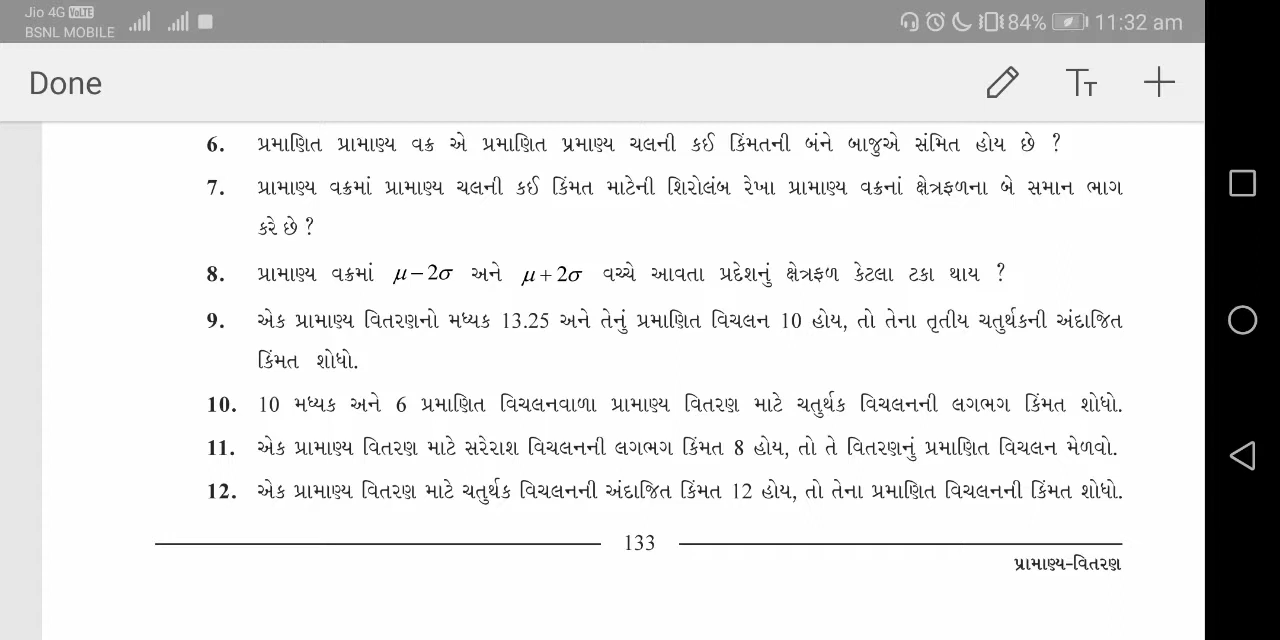 Jio 4G VoLTE
BSNL MOBILE
84% 11:32 am
Done
6. પ્રમાણિત પ્રામાણ્ય વક્ર એ પ્રમાણિત પ્રમાણ્ય ચલની કઈ કિંમતની બંને બાજુએ સંમિત હોય છે ?
7. પ્રામાણ્ય વક્રમાં પ્રામાણ્ય ચલની કઈ કિંમત માટેની શિરોલંબ રેખા પ્રામાણ્ય વક્રનાં ક્ષેત્રફળના બે સમાન ભાગ
કરે છે ?
8. પ્રામાણ્ય વક્રમાં μ−2σ અને μ+2σ વચ્ચે આવતા પ્રદેશનું ક્ષેત્રફળ કેટલા ટકા થાય ?
9. એક પ્રામાણ્ય વિતરણનો મધ્યક 13.25 અને તેનું પ્રમાણિત વિચલન 10 હોય, તો તેના તૃતીય ચતુર્થકની અંદાજિત
કિંમત શોધો.
10. 10 મધ્યક અને 6 પ્રમાણિત વિચલનવાળા પ્રામાણ્ય વિતરણ માટે ચતુર્થક વિચલનની લગભગ કિંમત શોધો.
11. એક પ્રામાણ્ય વિતરણ માટે સરેરાશ વિચલનની લગભગ કિંમત 8 હોય, તો તે વિતરણનું પ્રમાણિત વિચલન મેળવો.
12. એક પ્રામાણ્ય વિતરણ માટે ચતુર્થક વિચલનની અંદાજિત કિંમત 12 હોય, તો તેના પ્રમાણિત વિચલનની કિંમત શોધો.
133
પ્રામાણ્ય-વિતરણ